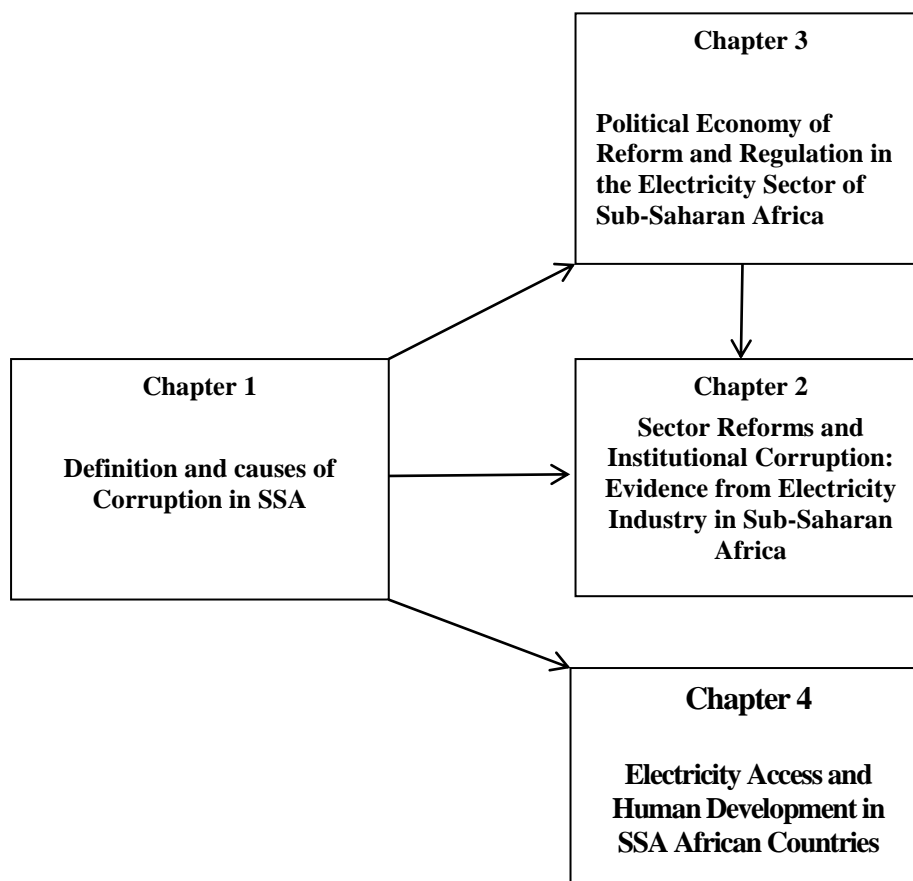 Chapter 3
Political Economy of
Reform and Regulation in
the Electricity Sector of
Sub-Saharan Africa
Chapter 1
Definition and causes of
Corruption in SSA
Chapter 2
Sector Reforms and
Institutional Corruption:
Evidence from Electricity
Industry in Sub-Saharan
Africa
Chapter 4
Electricity Access and
Human Development in
SSA African Countries